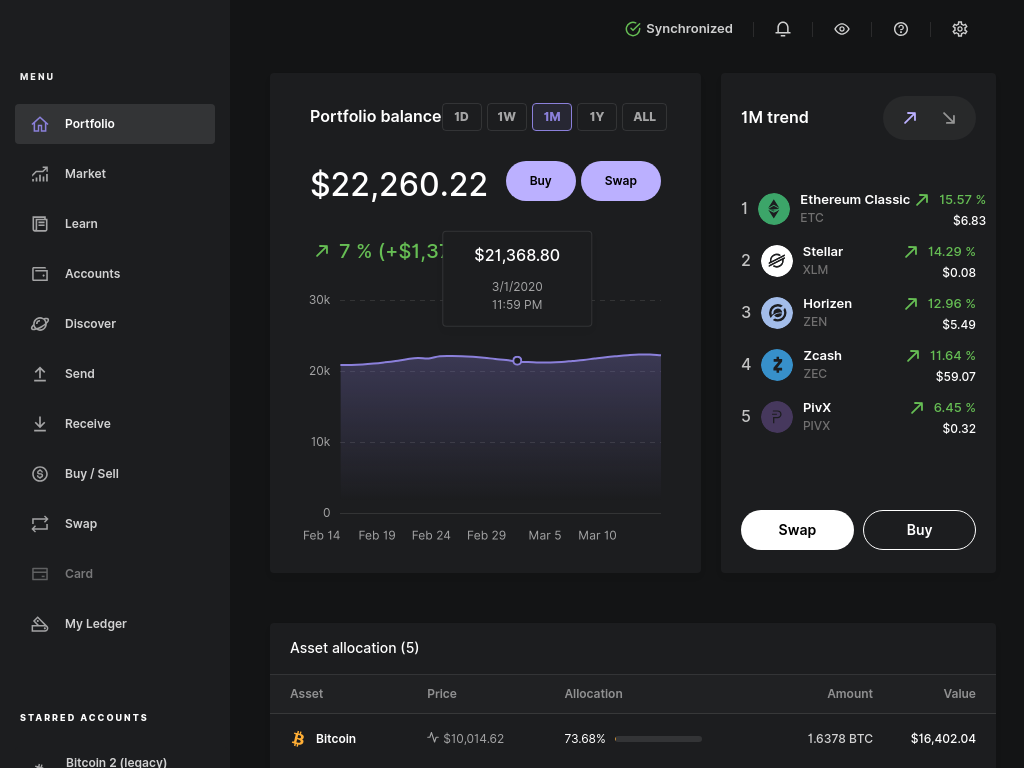 Synchronized
MENU
Portfolio
Market
Learn
Accounts
Discover
Send
Receive
Buy / Sell
Swap
Card
My Ledger
STARRED ACCOUNTS
Bitcoin 2 (legacy)
Portfolio balance
1D 1W 1M 1Y ALL
$22,260.22
Buy
Swap
7 % (+$1,37
$21,368.80
3/1/2020
11:59 PM
30k
20k
10k
0
Feb 14 Feb 19 Feb 24 Feb 29 Mar 5 Mar 10
1M trend
1 Ethereum Classic 15.57 %
ETC $6.83
2 Stellar 14.29 %
XLM $0.08
3 Horizen 12.96 %
ZEN $5.49
4 Zcash 11.64 %
ZEC $59.07
5 PivX 6.45 %
PIVX $0.32
Swap
Buy
Asset allocation (5)
Asset Price Allocation Amount Value
Bitcoin $10,014.62 73.68% 1.6378 BTC $16,402.04